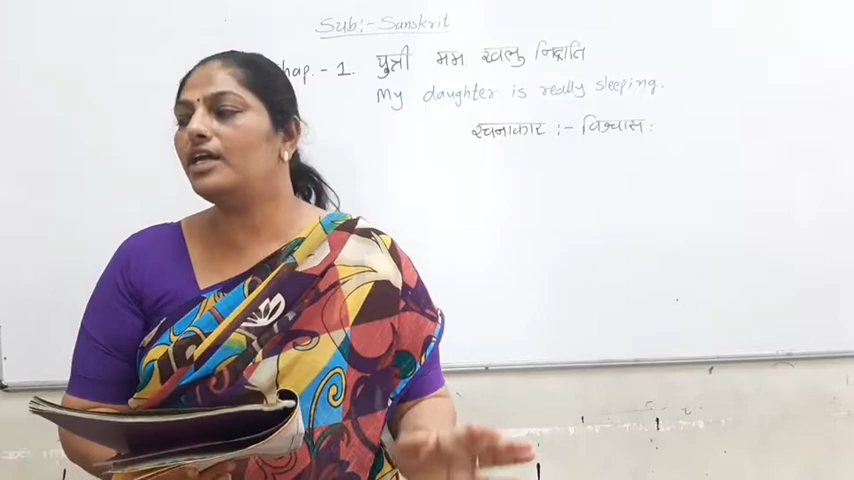 Sub:- Sanskrit
hap. - 1. पुत्री मम खलु निद्राति
My daughter is really sleeping.
रचनाकार :- विश्वासः